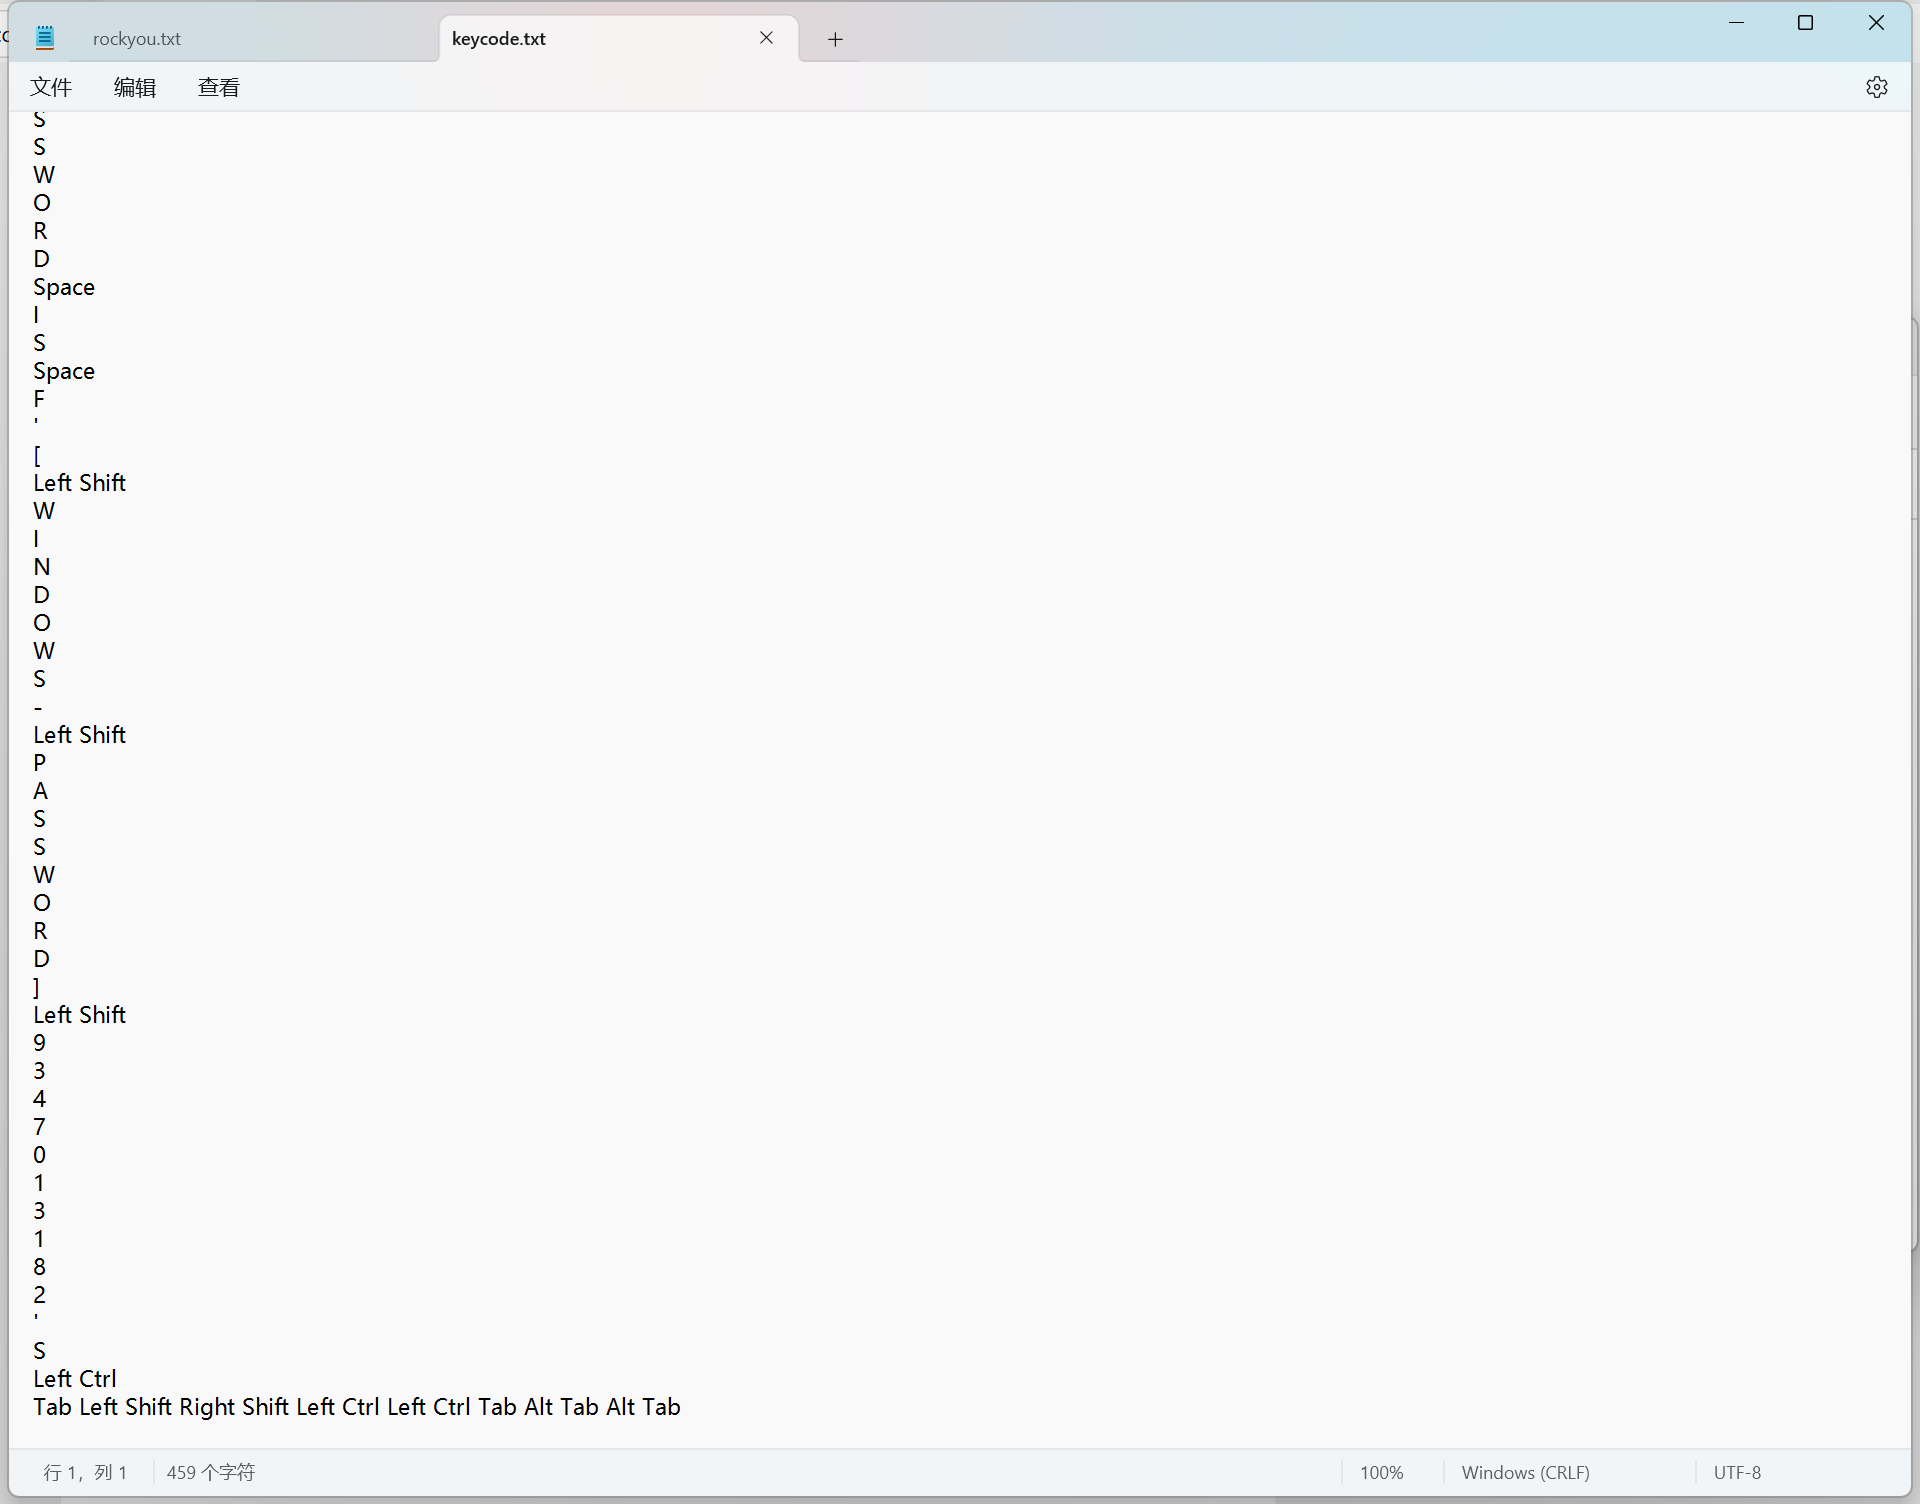 rockyou.txt
keycode.txt
文件 编辑 查看
S
S
W
O
R
D
Space
I
S
Space
F
'
[
Left Shift
W
I
N
D
O
W
S
-
Left Shift
P
A
S
S
W
O
R
D
]
Left Shift
9
3
4
7
0
1
3
1
8
2
'
S
Left Ctrl
Tab Left Shift Right Shift Left Ctrl Left Ctrl Tab Alt Tab Alt Tab
行 1，列 1 459 个字符 100% Windows (CRLF) UTF-8